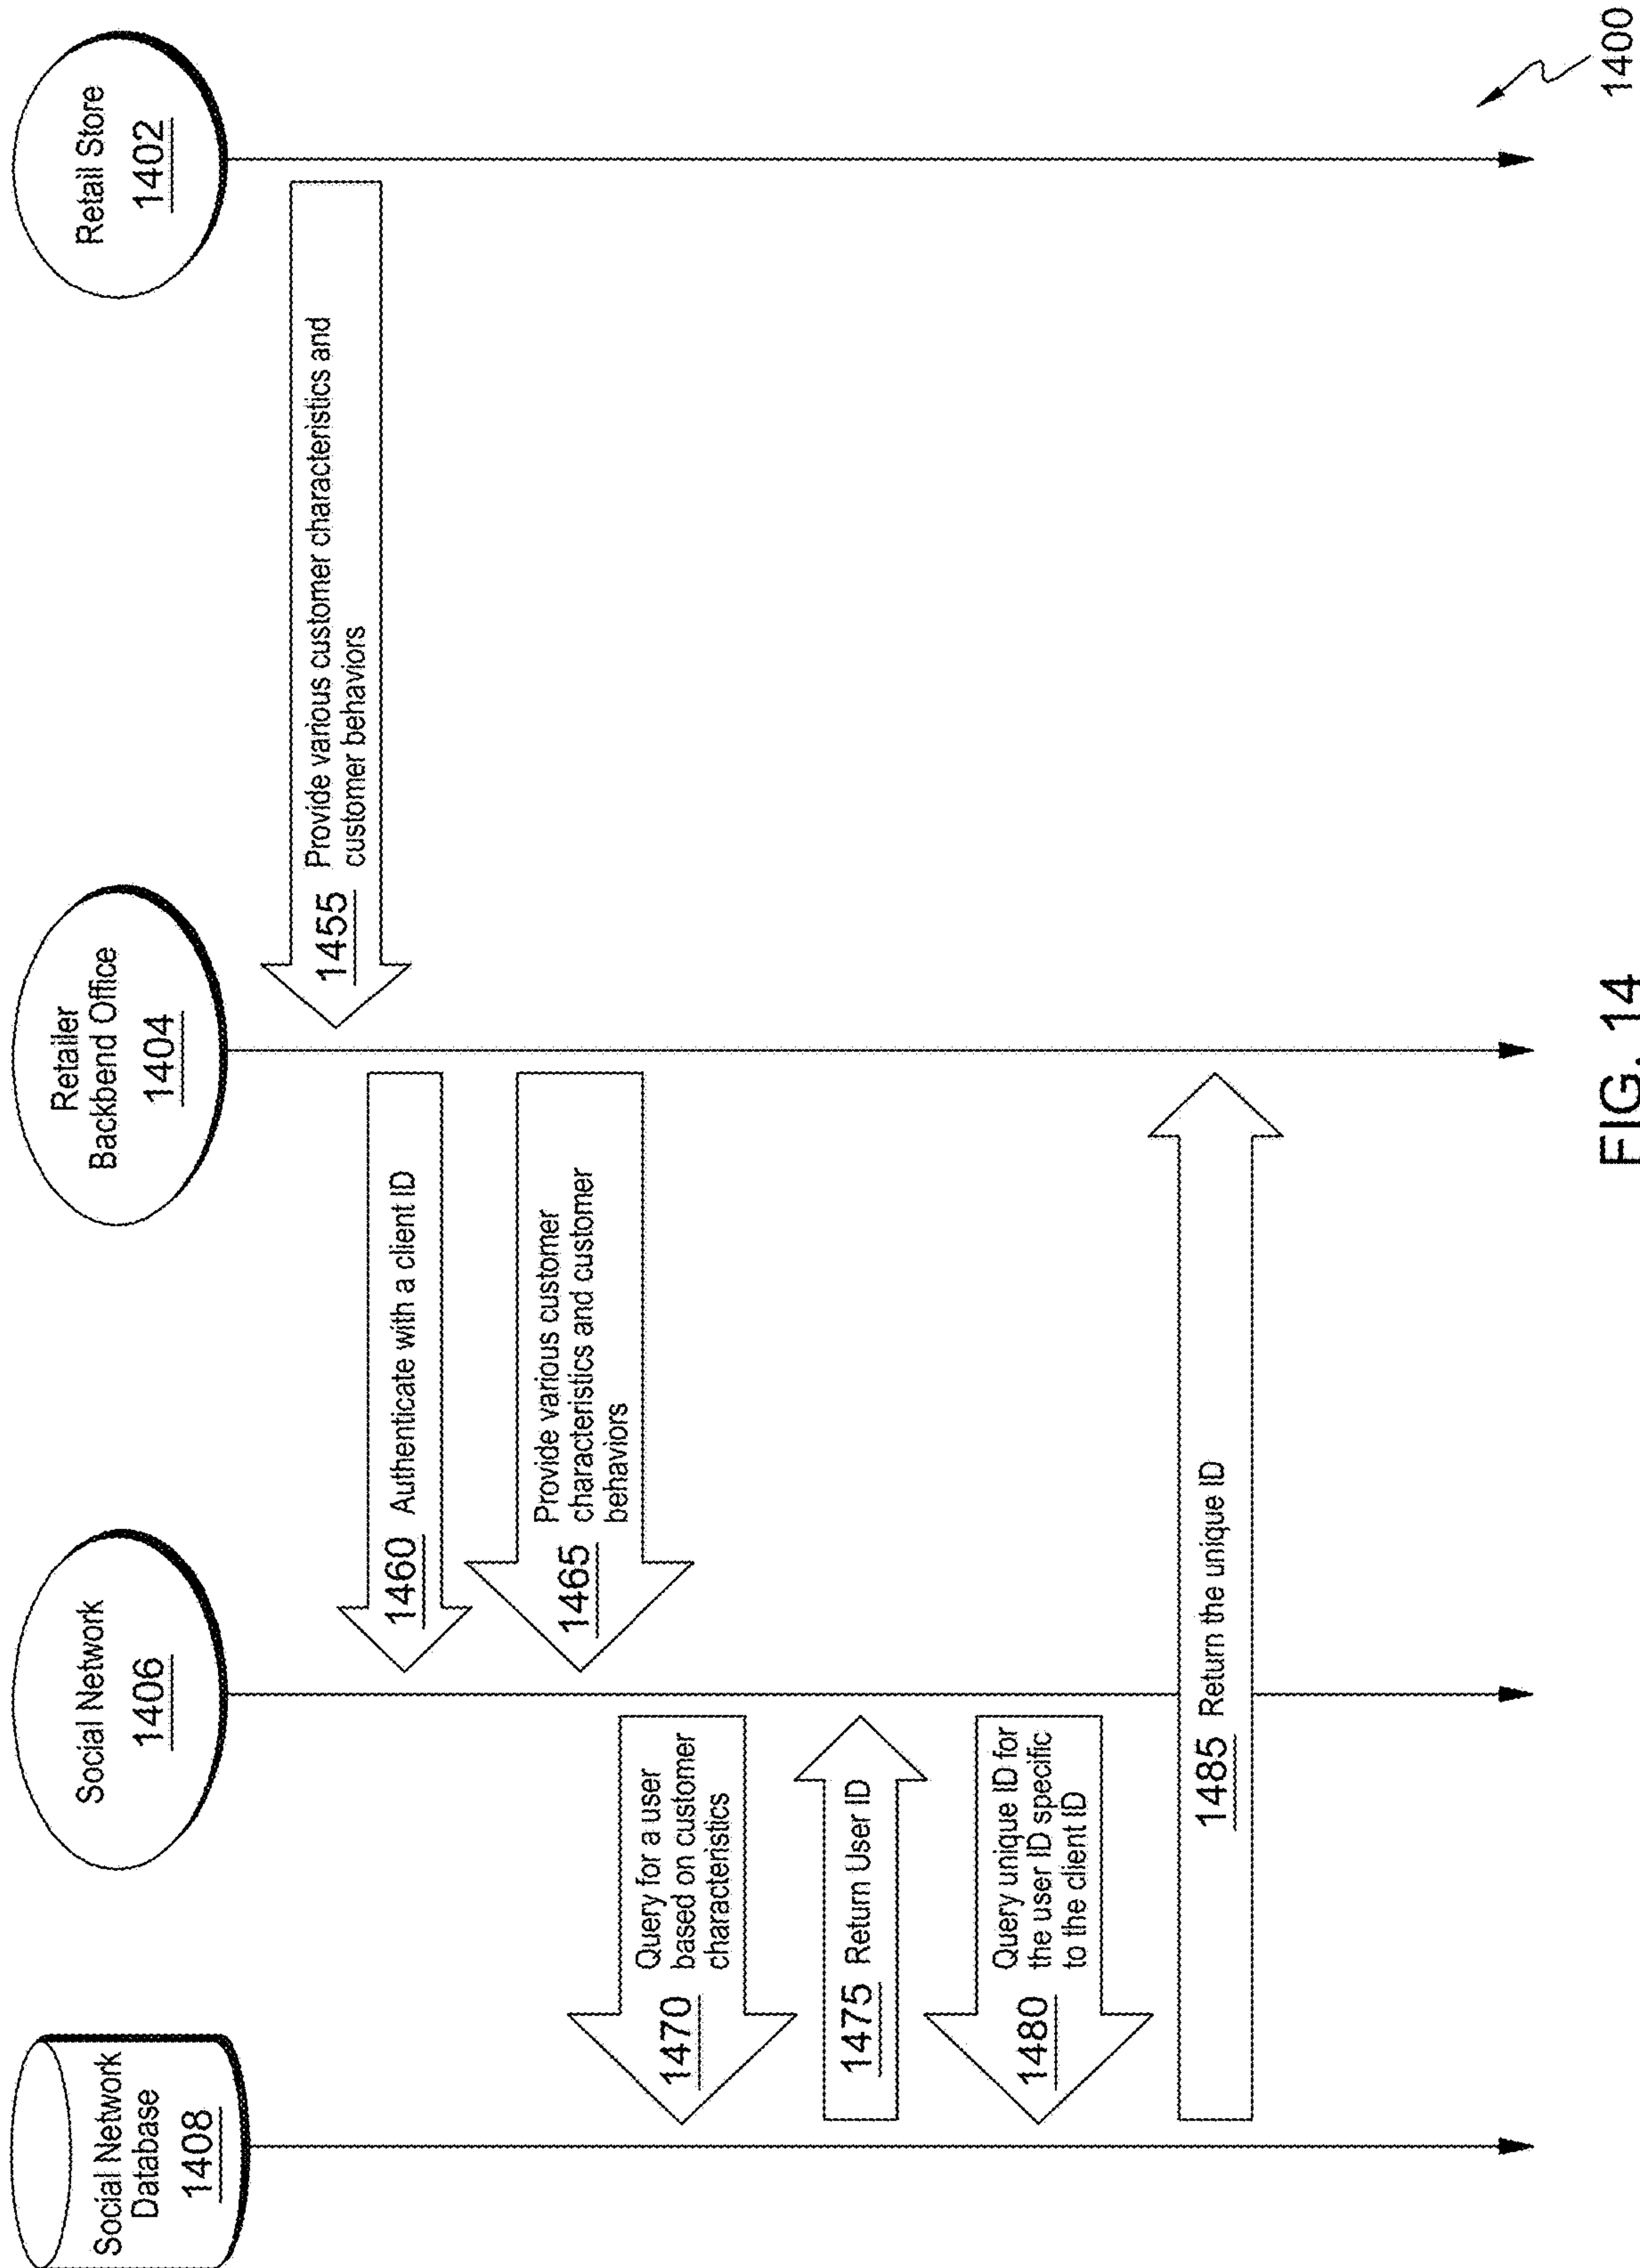 Social Network
Database
1408
Social Network
1406
Retailer
Backbend Office
1404
Retail Store
1402
1455 Provide various customer characteristics and
customer behaviors
1460 Authenticate with a client ID
1465 Provide various customer
characteristics and customer
behaviors
1470 Query for a user
based on customer
characteristics
1475 Return User ID
1480 Query unique ID for
the user ID specific
to the client ID
1485 Return the unique ID
1400
FIG. 14